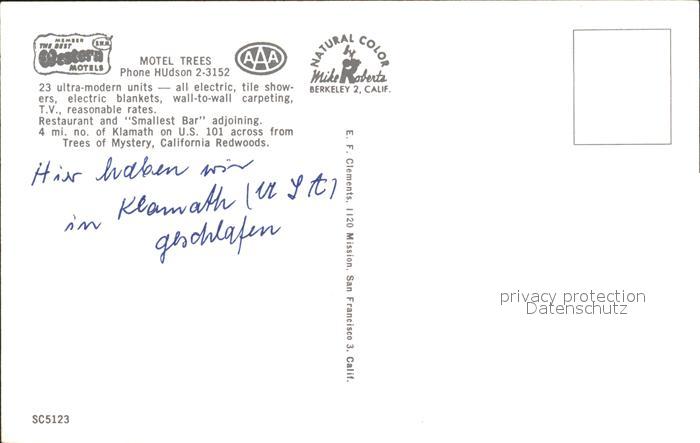 MEMBER
THE BEST
Western
MOTELS
AAA
MOTEL TREES
Phone HUdson 2-3152
23 ultra-modern units — all electric, tile show-
ers, electric blankets, wall-to-wall carpeting,
T.V., reasonable rates.
Restaurant and "Smallest Bar" adjoining.
4 mi. no. of Klamath on U.S. 101 across from
Trees of Mystery, California Redwoods.
NATURAL COLOR
by
Mike Roberts
BERKELEY 2, CALIF.
Hier haben wir
in Klamath (USA)
geschlafen
E. F. Clements, 1120 Mission, San Francisco 3, Calif.
privacy protection
Datenschutz
SC5123